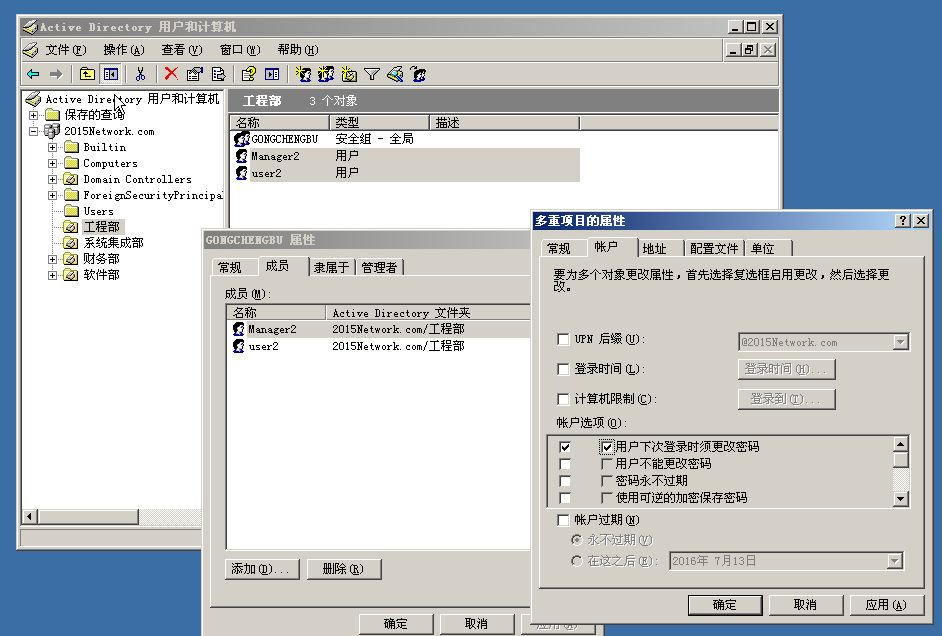 Active Directory 用户和计算机
文件(F) 操作(A) 查看(V) 窗口(W) 帮助(H)
Active Directory 用户和计算机
保存的查询
2015Network.com
Builtin
Computers
Domain Controllers
ForeignSecurityPrincipa
Users
工程部
系统集成部
财务部
软件部
工程部 3 个对象
名称 类型 描述
GONGCHENGBU 安全组 - 全局
Manager2 用户
user2 用户
GONGCHENGBU 属性
常规 成员 隶属于 管理者
成员(M):
名称 Active Directory 文件夹
Manager2 2015Network.com/工程部
user2 2015Network.com/工程部
添加(D)... 删除(R)
确定 取消 应用(A)
多重项目的属性
常规 帐户 地址 配置文件 单位
要为多个对象更改属性，首先选择复选框启用更改，然后选择更
改。
UPN 后缀(U): @2015Network.com
登录时间(L): 登录时间(H)...
计算机限制(C): 登录到(T)...
帐户选项(O):
用户下次登录时须更改密码
用户不能更改密码
密码永不过期
使用可逆的加密保存密码
帐户过期(N)
永不过期(V)
在这之后(E): 2016年 7月13日
确定 取消 应用(A)